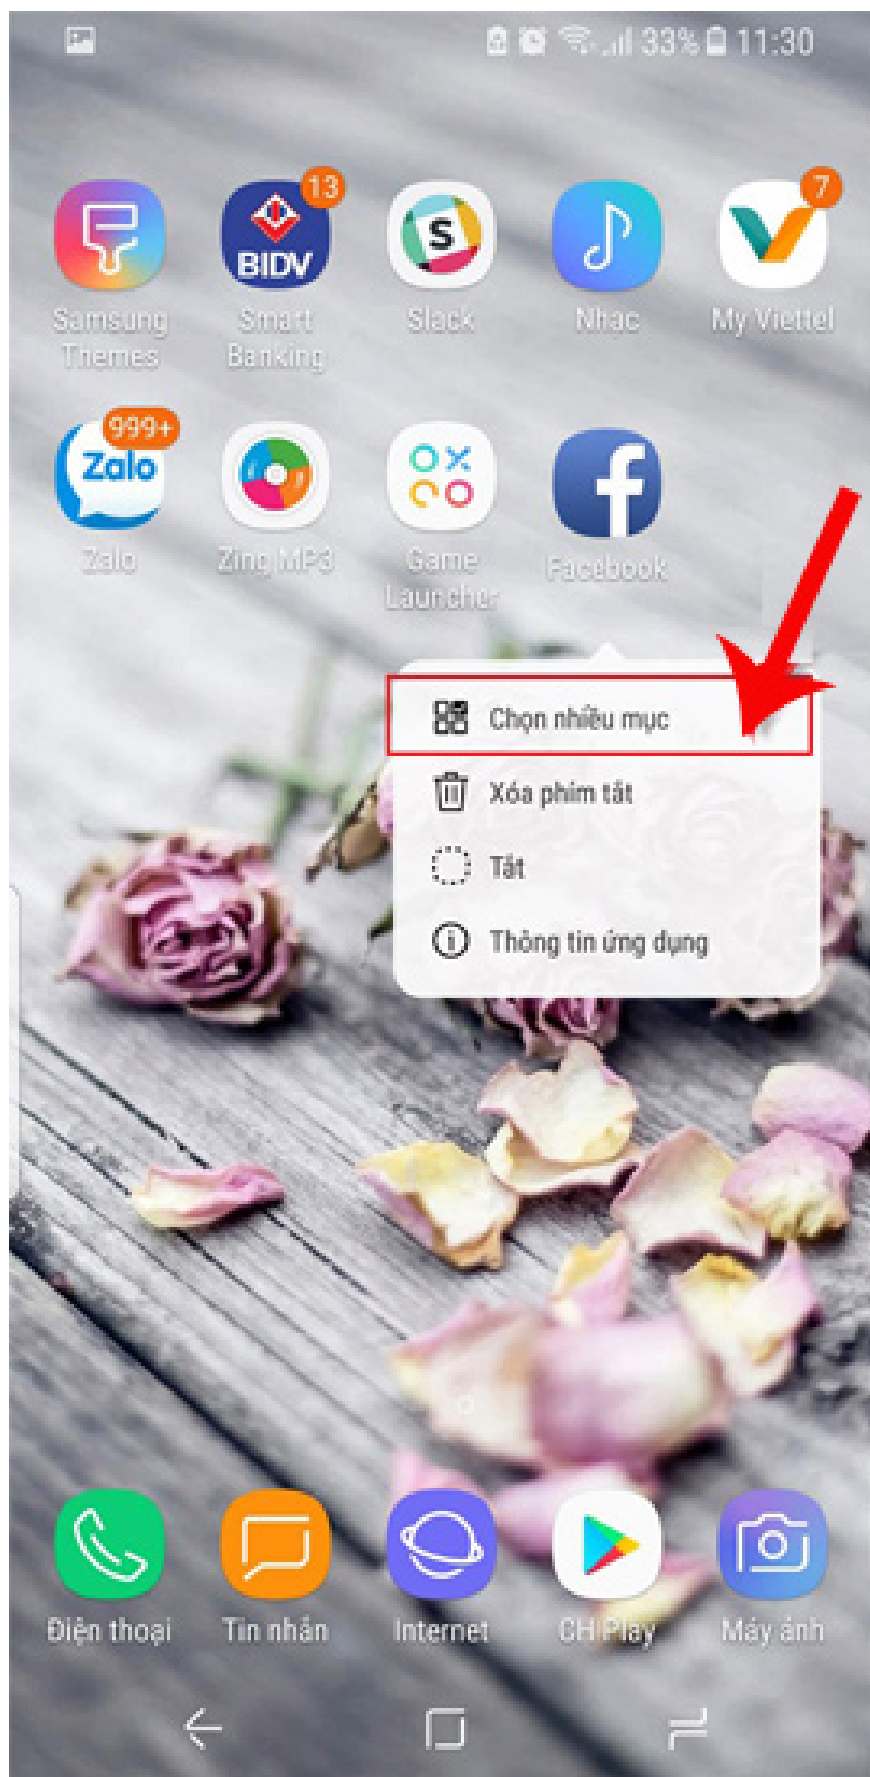 33% 11:30
13
7
BIDV
S
Samsung Themes
Smart Banking
Slack
Nhạc
My Viettel
999+
Zalo
Zalo
Zing MP3
Game Launcher
Facebook
Chọn nhiều mục
Xóa phím tắt
Tắt
Thông tin ứng dụng
Điện thoại
Tin nhắn
Internet
CH Play
Máy ảnh